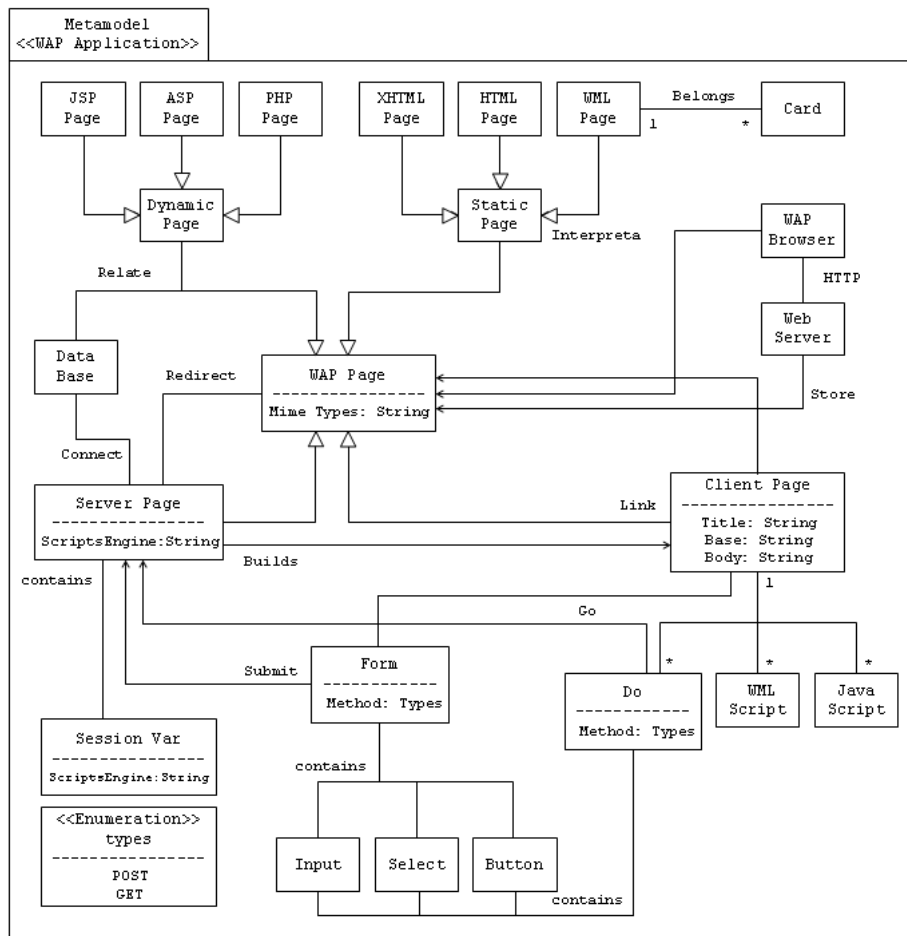 Metamodel
<<WAP Application>>
JSP
Page
ASP
Page
PHP
Page
XHTML
Page
HTML
Page
WML
Page
Belongs
1
*
Card
Dynamic
Page
Static
Page
Interpreta
WAP
Browser
Relate
HTTP
Data
Base
Web
Server
Redirect
WAP Page
Mime Types: String
Store
Connect
Server Page
ScriptsEngine:String
Link
Client Page
Title: String
Base: String
Body: String
Builds
contains
1
Go
Submit
Form
Method: Types
*
*
*
Do
Method: Types
WML
Script
Java
Script
Session Var
ScriptsEngine:String
contains
<<Enumeration>>
types
POST
GET
Input
Select
Button
contains